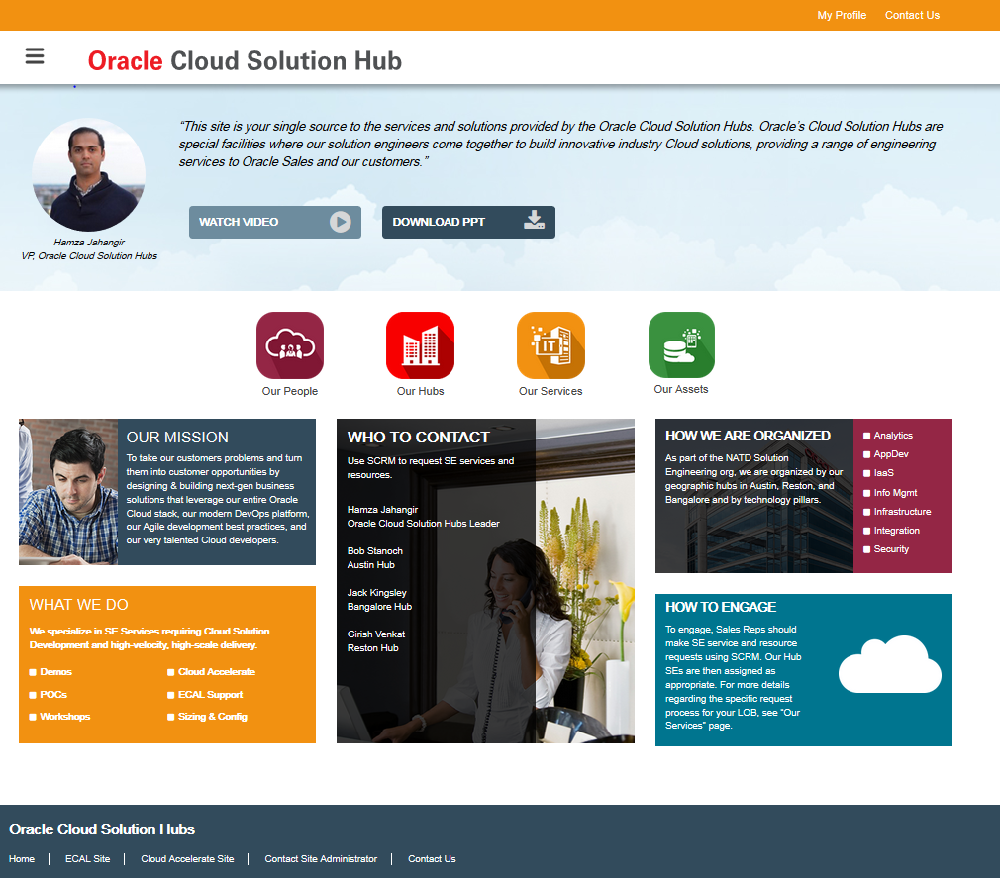 My Profile Contact Us
Oracle Cloud Solution Hub
“This site is your single source to the services and solutions provided by the Oracle Cloud Solution Hubs. Oracle’s Cloud Solution Hubs are
special facilities where our solution engineers come together to build innovative industry Cloud solutions, providing a range of engineering
services to Oracle Sales and our customers.”
WATCH VIDEO
DOWNLOAD PPT
Hamza Jahangir
VP, Oracle Cloud Solution Hubs
IT
Our People
Our Hubs
Our Services
Our Assets
OUR MISSION
To take our customers problems and turn
them into customer opportunities by
designing & building next-gen business
solutions that leverage our entire Oracle
Cloud stack, our modern DevOps platform,
our Agile development best practices, and
our very talented Cloud developers.
WHAT WE DO
We specialize in SE Services requiring Cloud Solution
Development and high-velocity, high-scale delivery.
Demos
POCs
Workshops
Cloud Accelerate
ECAL Support
Sizing & Config
WHO TO CONTACT
Use SCRM to request SE services and
resources.
Hamza Jahangir
Oracle Cloud Solution Hubs Leader
Bob Stanoch
Austin Hub
Jack Kingsley
Bangalore Hub
Girish Venkat
Reston Hub
HOW WE ARE ORGANIZED
As part of the NATD Solution
Engineering org, we are organized by our
geographic hubs in Austin, Reston, and
Bangalore and by technology pillars.
Analytics
AppDev
IaaS
Info Mgmt
Infrastructure
Integration
Security
HOW TO ENGAGE
To engage, Sales Reps should
make SE service and resource
requests using SCRM. Our Hub
SEs are then assigned as
appropriate. For more details
regarding the specific request
process for your LOB, see “Our
Services” page.
Oracle Cloud Solution Hubs
Home | ECAL Site | Cloud Accelerate Site | Contact Site Administrator | Contact Us